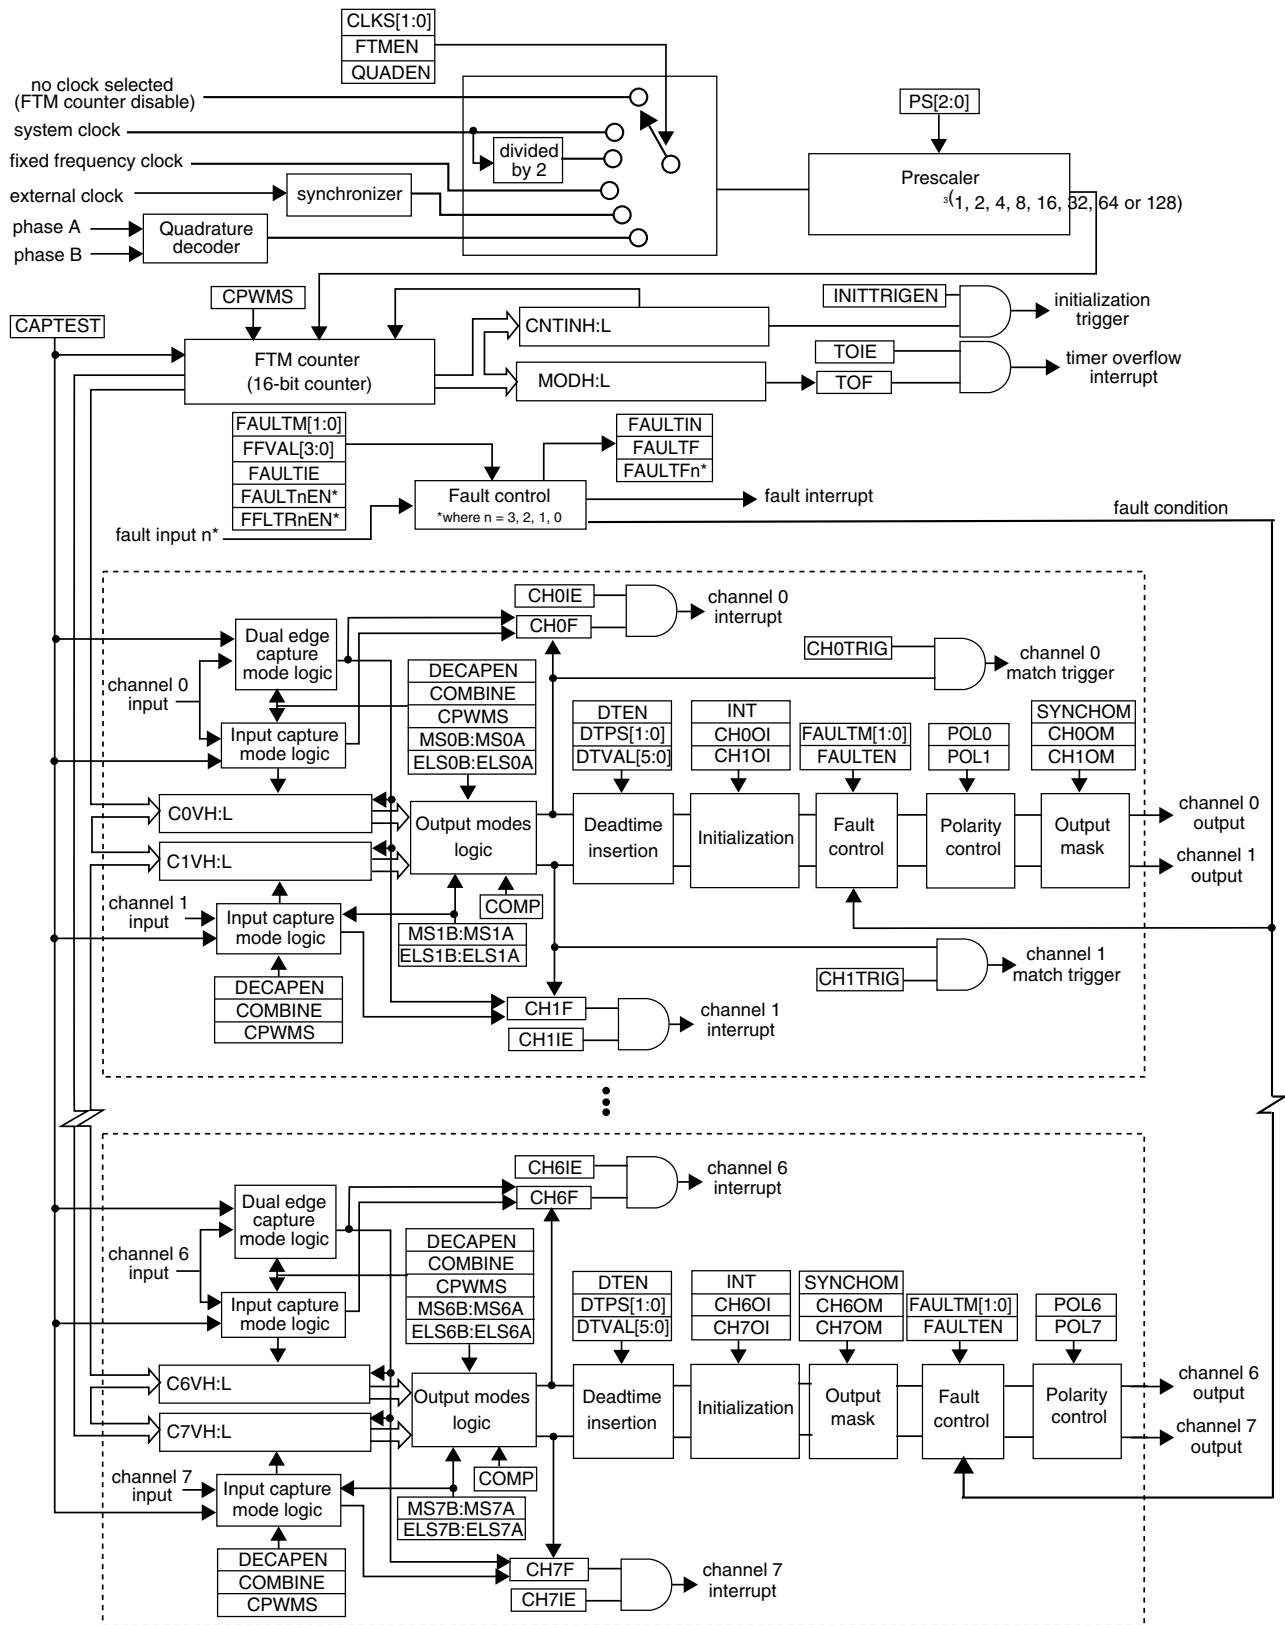 CLKS[1:0]
FTMEN
QUADEN
no clock selected
(FTM counter disable)
system clock
fixed frequency clock
external clock
phase A
phase B
divided
by 2
synchronizer
Quadrature
decoder
PS[2:0]
Prescaler
3(1, 2, 4, 8, 16, 32, 64 or 128)
CPWMS
CAPTEST
FTM counter
(16-bit counter)
CNTINH:L
MODH:L
INITTRIGEN
initialization
trigger
TOIE
TOF
timer overflow
interrupt
FAULTM[1:0]
FFVAL[3:0]
FAULTIE
FAULTnEN*
FFLTRnEN*
FAULTIN
FAULTF
FAULTFn*
Fault control
*where n = 3, 2, 1, 0
fault interrupt
fault input n*
fault condition
CH0IE
CH0F
channel 0
interrupt
Dual edge
capture
mode logic
channel 0
input
Input capture
mode logic
DECAPEN
COMBINE
CPWMS
MS0B:MS0A
ELS0B:ELS0A
CH0TRIG
channel 0
match trigger
DTEN
DTPS[1:0]
DTVAL[5:0]
INT
CH0OI
CH1OI
FAULTM[1:0]
FAULTEN
POL0
POL1
SYNCHOM
CH0OM
CH1OM
C0VH:L
C1VH:L
Output modes
logic
Deadtime
insertion
Initialization
Fault
control
Polarity
control
Output
mask
channel 0
output
channel 1
output
channel 1
input
Input capture
mode logic
COMP
MS1B:MS1A
ELS1B:ELS1A
DECAPEN
COMBINE
CPWMS
CH1TRIG
channel 1
match trigger
CH1F
CH1IE
channel 1
interrupt
CH6IE
CH6F
channel 6
interrupt
Dual edge
capture
mode logic
channel 6
input
Input capture
mode logic
DECAPEN
COMBINE
CPWMS
MS6B:MS6A
ELS6B:ELS6A
DTEN
DTPS[1:0]
DTVAL[5:0]
INT
CH6OI
CH7OI
SYNCHOM
CH6OM
CH7OM
FAULTM[1:0]
FAULTEN
POL6
POL7
C6VH:L
C7VH:L
Output modes
logic
Deadtime
insertion
Initialization
Output
mask
Fault
control
Polarity
control
channel 6
output
channel 7
output
channel 7
input
Input capture
mode logic
COMP
MS7B:MS7A
ELS7B:ELS7A
DECAPEN
COMBINE
CPWMS
CH7F
CH7IE
channel 7
interrupt